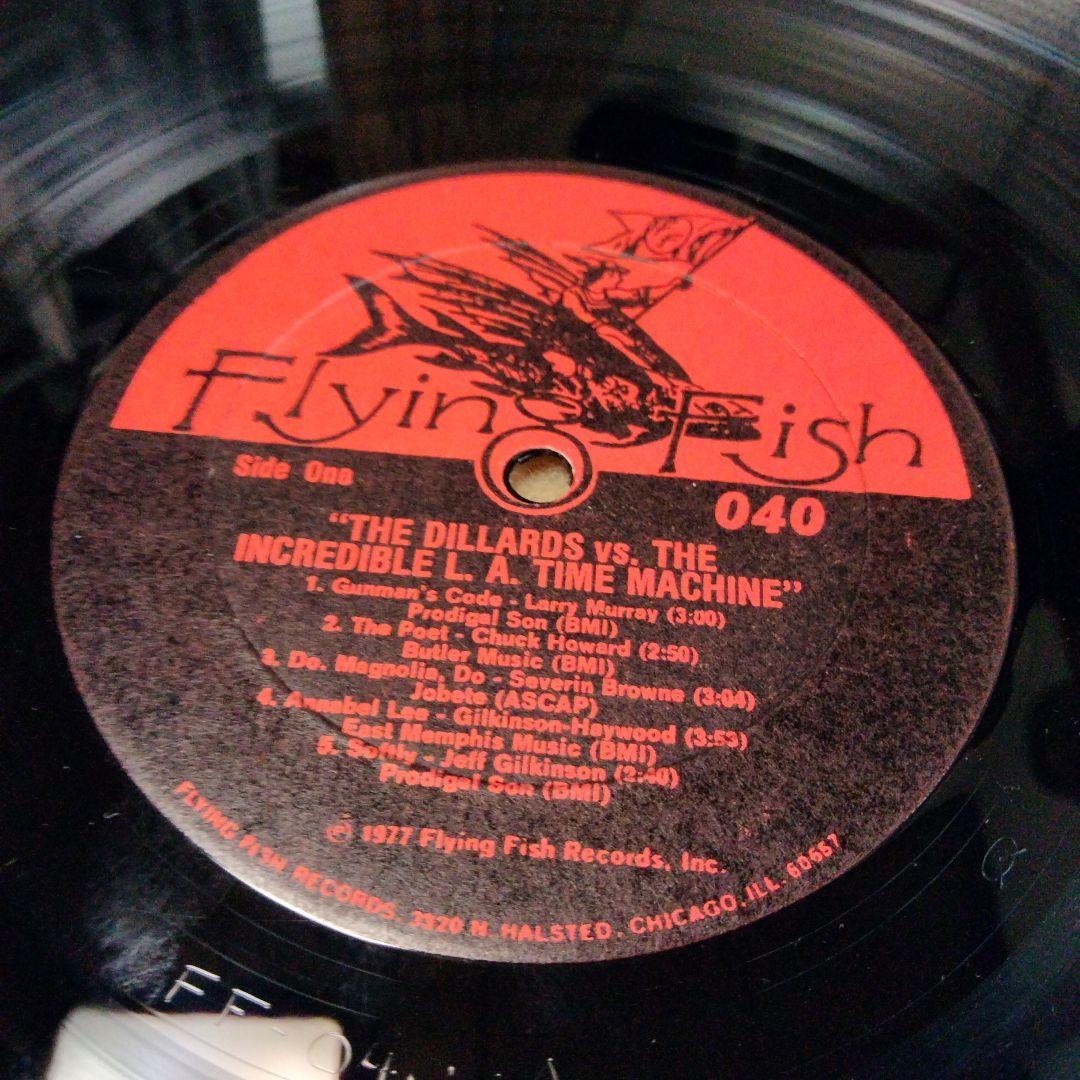 Flying Fish
Side One
040
"THE DILLARDS vs. THE
INCREDIBLE L. A. TIME MACHINE"
1. Gunman's Code - Larry Murray (3:00)
Prodigal Son (BMI)
2. The Poet - Chuck Howard (2:50)
Butler Music (BMI)
3. Do, Magnolia, Do - Severin Browne (3:04)
Jobete (ASCAP)
4. Annabel Lee - Gilkinson-Haywood (3:53)
East Memphis Music (BMI)
5. Softly - Jeff Gilkinson (2:40)
Prodigal Son (BMI)
℗ 1977 Flying Fish Records, Inc.
FLYING FISH RECORDS, 3320 N. HALSTED, CHICAGO, ILL. 60657